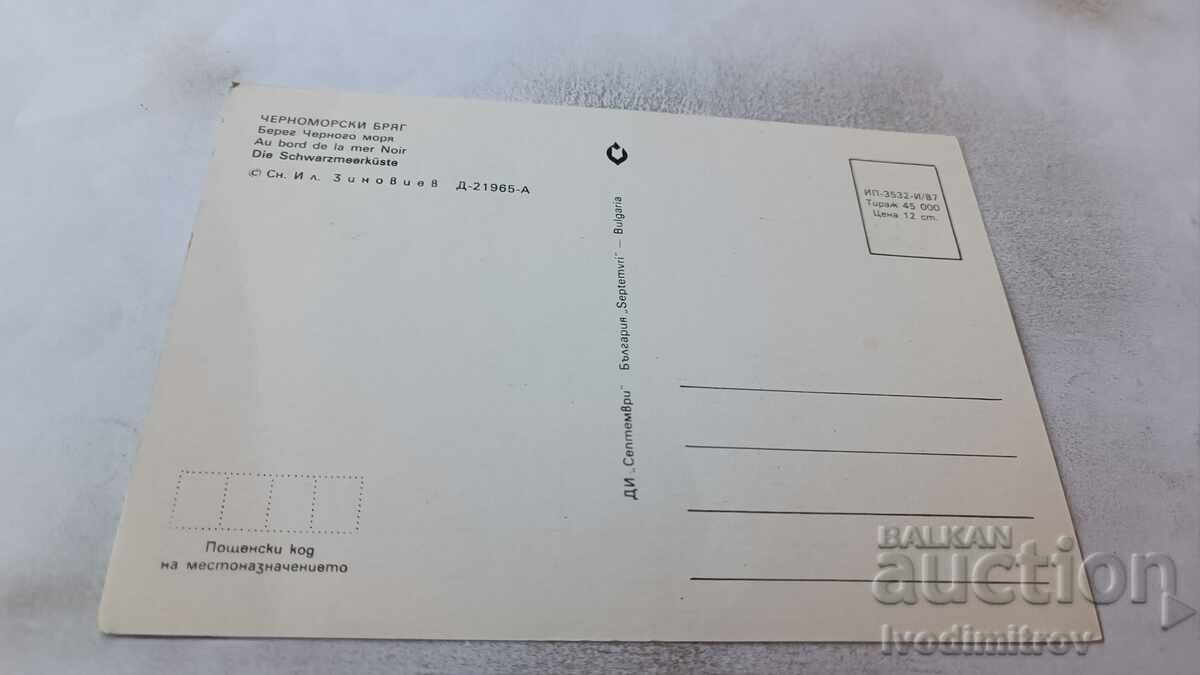 ЧЕРНОМОРСКИ БРЯГ
Берег Черного моря
Au bord de la mer Noir
Die Schwarzmeerküste
© Сн. Ил. Зиновиев Д-21965-А
ДИ „Септември" България „Septemvri" — Bulgaria
ИП-3532-И/87
Тираж 45 000
Цена 12 ст.
Пощенски код
на местоназначението
BALKAN
auction
Ivodimitrov